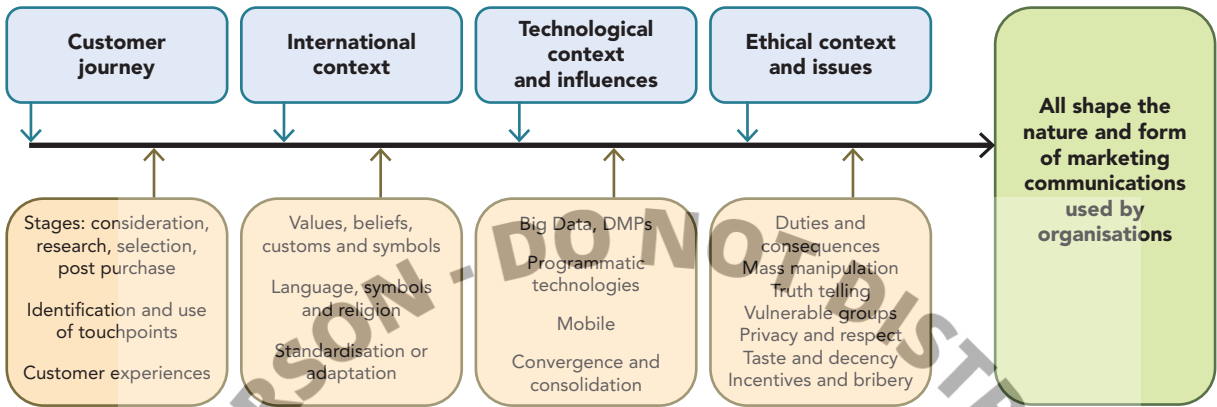 Customer
journey
International
context
Technological
context
and influences
Ethical context
and issues
All shape the
nature and form
of marketing
communications
used by
organisations
Stages: consideration,
research, selection,
post purchase
Identification and use
of touchpoints
Customer experiences
Values, beliefs,
customs and symbols
Language, symbols
and religion
Standardisation or
adaptation
Big Data, DMPs
Programmatic
technologies
Mobile
Convergence and
consolidation
Duties and
consequences
Mass manipulation
Truth telling
Vulnerable groups
Privacy and respect
Taste and decency
Incentives and bribery
RSON - DO NOT DIST